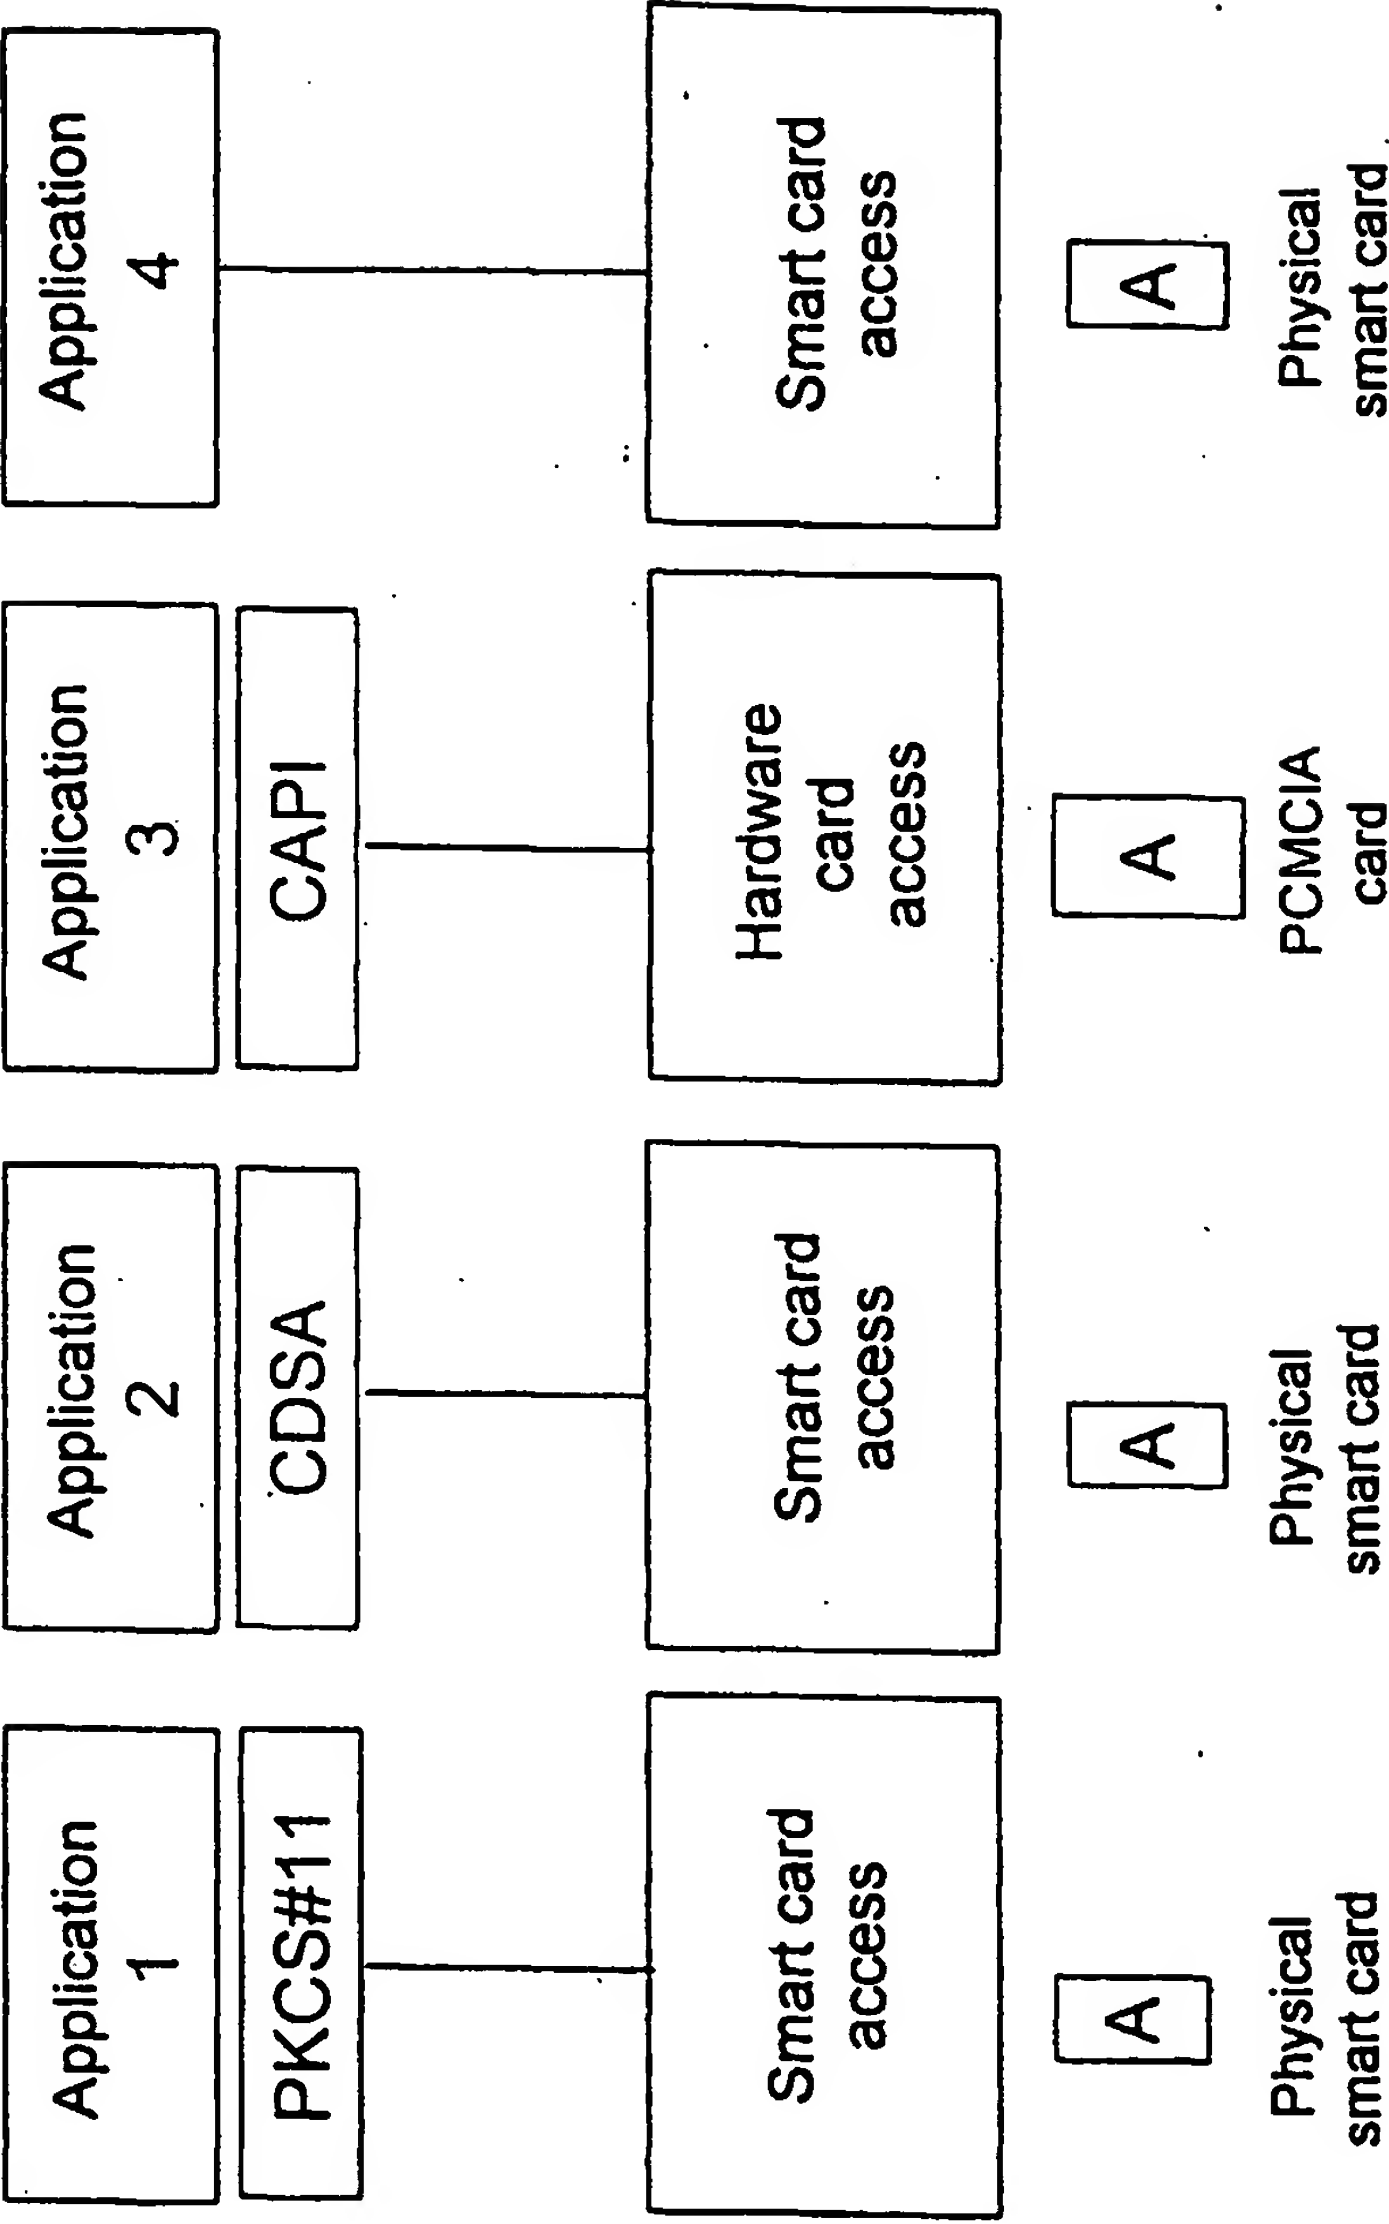 Application
1
PKCS#11
Smart card
access
A
Physical
smart card
Application
2
CDSA
Smart card
access
A
Physical
smart card
Application
3
CAPI
Hardware
card
access
A
PCMCIA
card
Application
4
Smart card
access
A
Physical
smart card